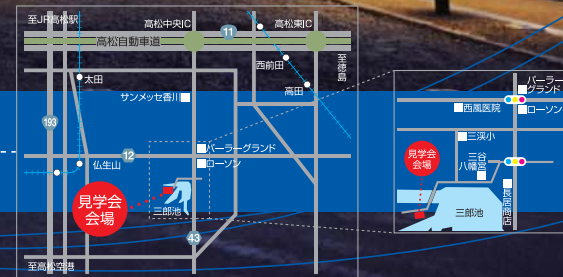 至JR高松駅
高松中央IC
高松東IC
11
高松自動車道
至徳島
西前田
高田
太田
サンメッセ香川
193
12
仏生山
パーラーグランド
ローソン
見学会
会場
三郎池
43
至高松空港
パーラー
グランド
西風医院
ローソン
三渓小
見学会
会場
三谷
八幡宮
長居商店
三郎池